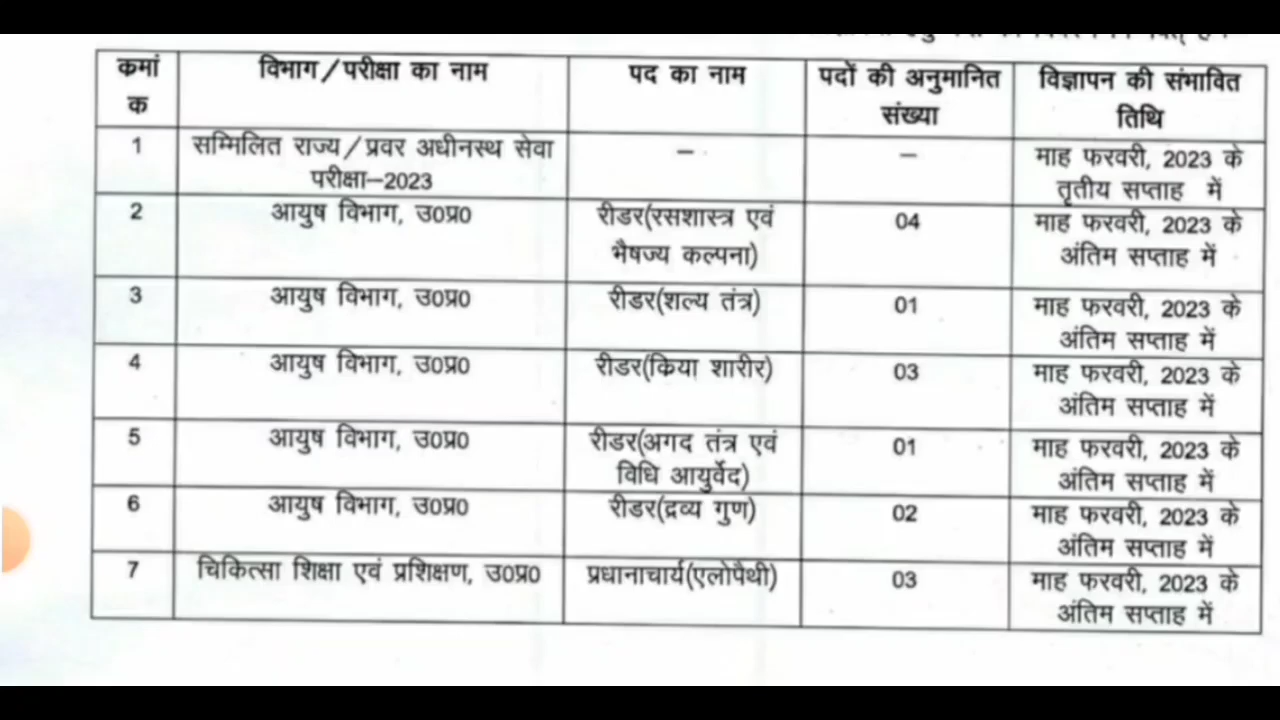 क्रमां विभाग/परीक्षा का नाम पद का नाम पदों की अनुमानित विज्ञापन की संभावित
क संख्या तिथि
1 सम्मिलित राज्य/प्रवर अधीनस्थ सेवा – – माह फरवरी, 2023 के
परीक्षा–2023 तृतीय सप्ताह में
2 आयुष विभाग, उ0प्र0 रीडर(रसशास्त्र एवं 04 माह फरवरी, 2023 के
भैषज्य कल्पना) अंतिम सप्ताह में
3 आयुष विभाग, उ0प्र0 रीडर(शल्य तंत्र) 01 माह फरवरी, 2023 के
अंतिम सप्ताह में
4 आयुष विभाग, उ0प्र0 रीडर(किया शारीर) 03 माह फरवरी, 2023 के
अंतिम सप्ताह में
5 आयुष विभाग, उ0प्र0 रीडर(अगद तंत्र एवं 01 माह फरवरी, 2023 के
विधि आयुर्वेद) अंतिम सप्ताह में
6 आयुष विभाग, उ0प्र0 रीडर(द्रव्य गुण) 02 माह फरवरी, 2023 के
अंतिम सप्ताह में
7 चिकित्सा शिक्षा एवं प्रशिक्षण, उ0प्र0 प्रधानाचार्य(एलोपैथी) 03 माह फरवरी, 2023 के
अंतिम सप्ताह में